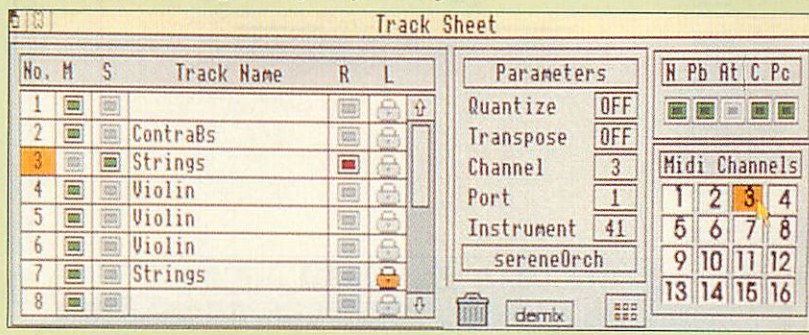 Track Sheet
No. M S Track Name R L
1
2 ContraBs
3 Strings
4 Violin
5 Violin
6 Violin
7 Strings
8
Parameters
Quantize OFF
Transpose OFF
Channel 3
Port 1
Instrument 41
sereneOrch
demix
N Pb At C Pc
Midi Channels
1 2 3 4
5 6 7 8
9 10 11 12
13 14 15 16